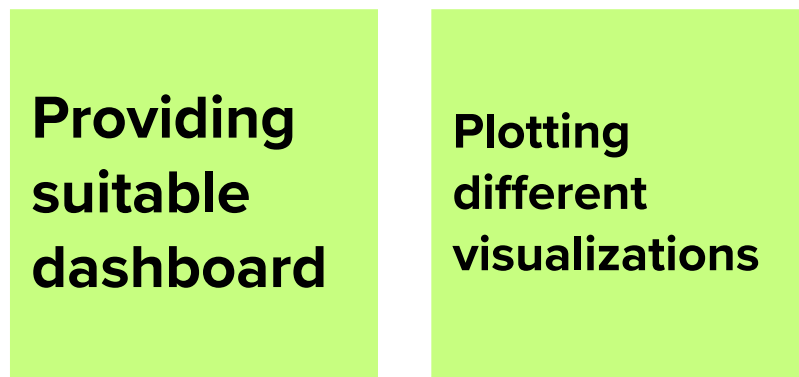 Providing
suitable
dashboard
Plotting
different
visualizations